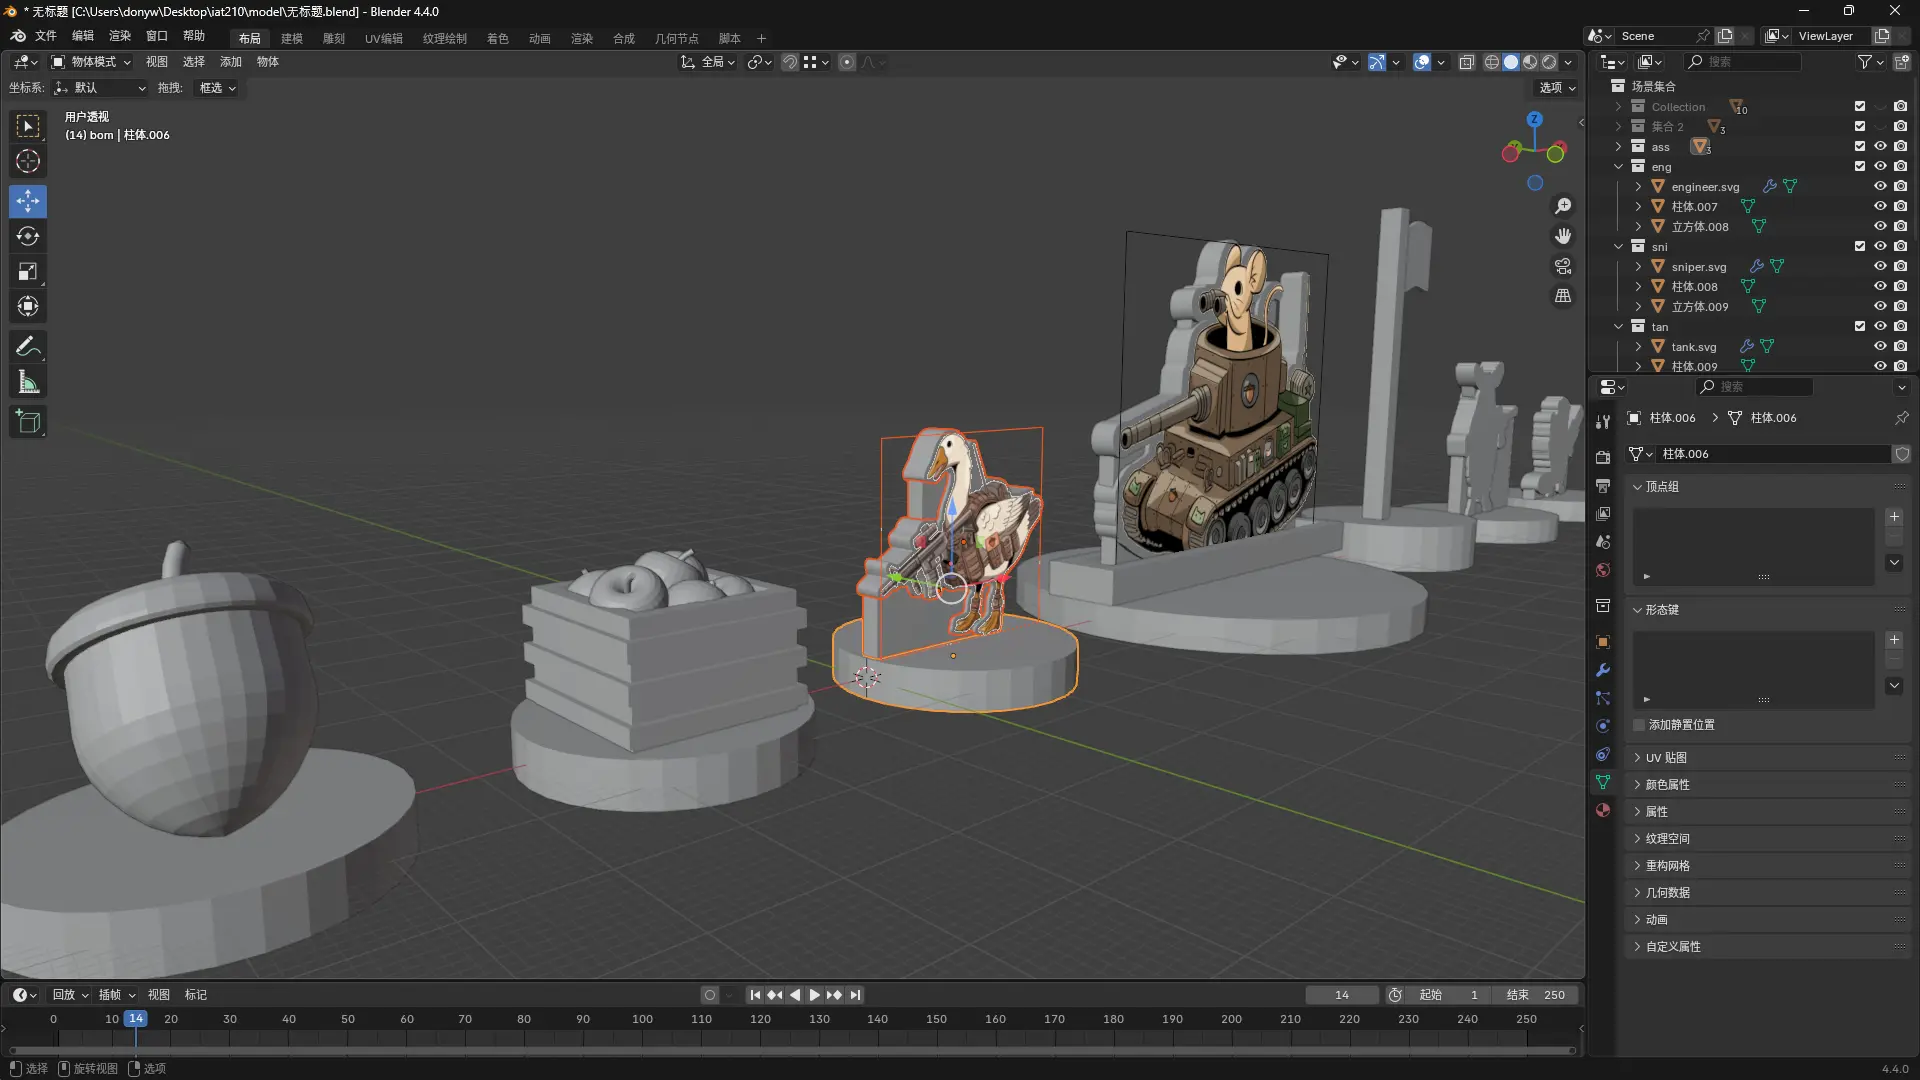 * 无标题 [C:\Users\donyw\Desktop\iat210\model\无标题.blend] - Blender 4.4.0
文件 编辑 渲染 窗口 帮助 布局 建模 雕刻 UV编辑 纹理绘制 着色 动画 渲染 合成 几何节点 脚本 + Scene ViewLayer
物体模式 视图 选择 添加 物体 全局 搜索
坐标系: 默认 拖拽: 框选 选项
用户透视
(14) bom | 柱体.006
Z
场景集合
Collection 10
集合 2 3
ass 3
eng
engineer.svg
柱体.007
立方体.008
sni
sniper.svg
柱体.008
立方体.009
tan
tank.svg
柱体.009
搜索
柱体.006 > 柱体.006
柱体.006
顶点组
形态键
添加静置位置
UV 贴图
颜色属性
属性
纹理空间
重构网格
几何数据
动画
自定义属性
回放 插帧 视图 标记 14 起始 1 结束 250
0 10 14 20 30 40 50 60 70 80 90 100 110 120 130 140 150 160 170 180 190 200 210 220 230 240 250
选择 旋转视图 选项 4.4.0